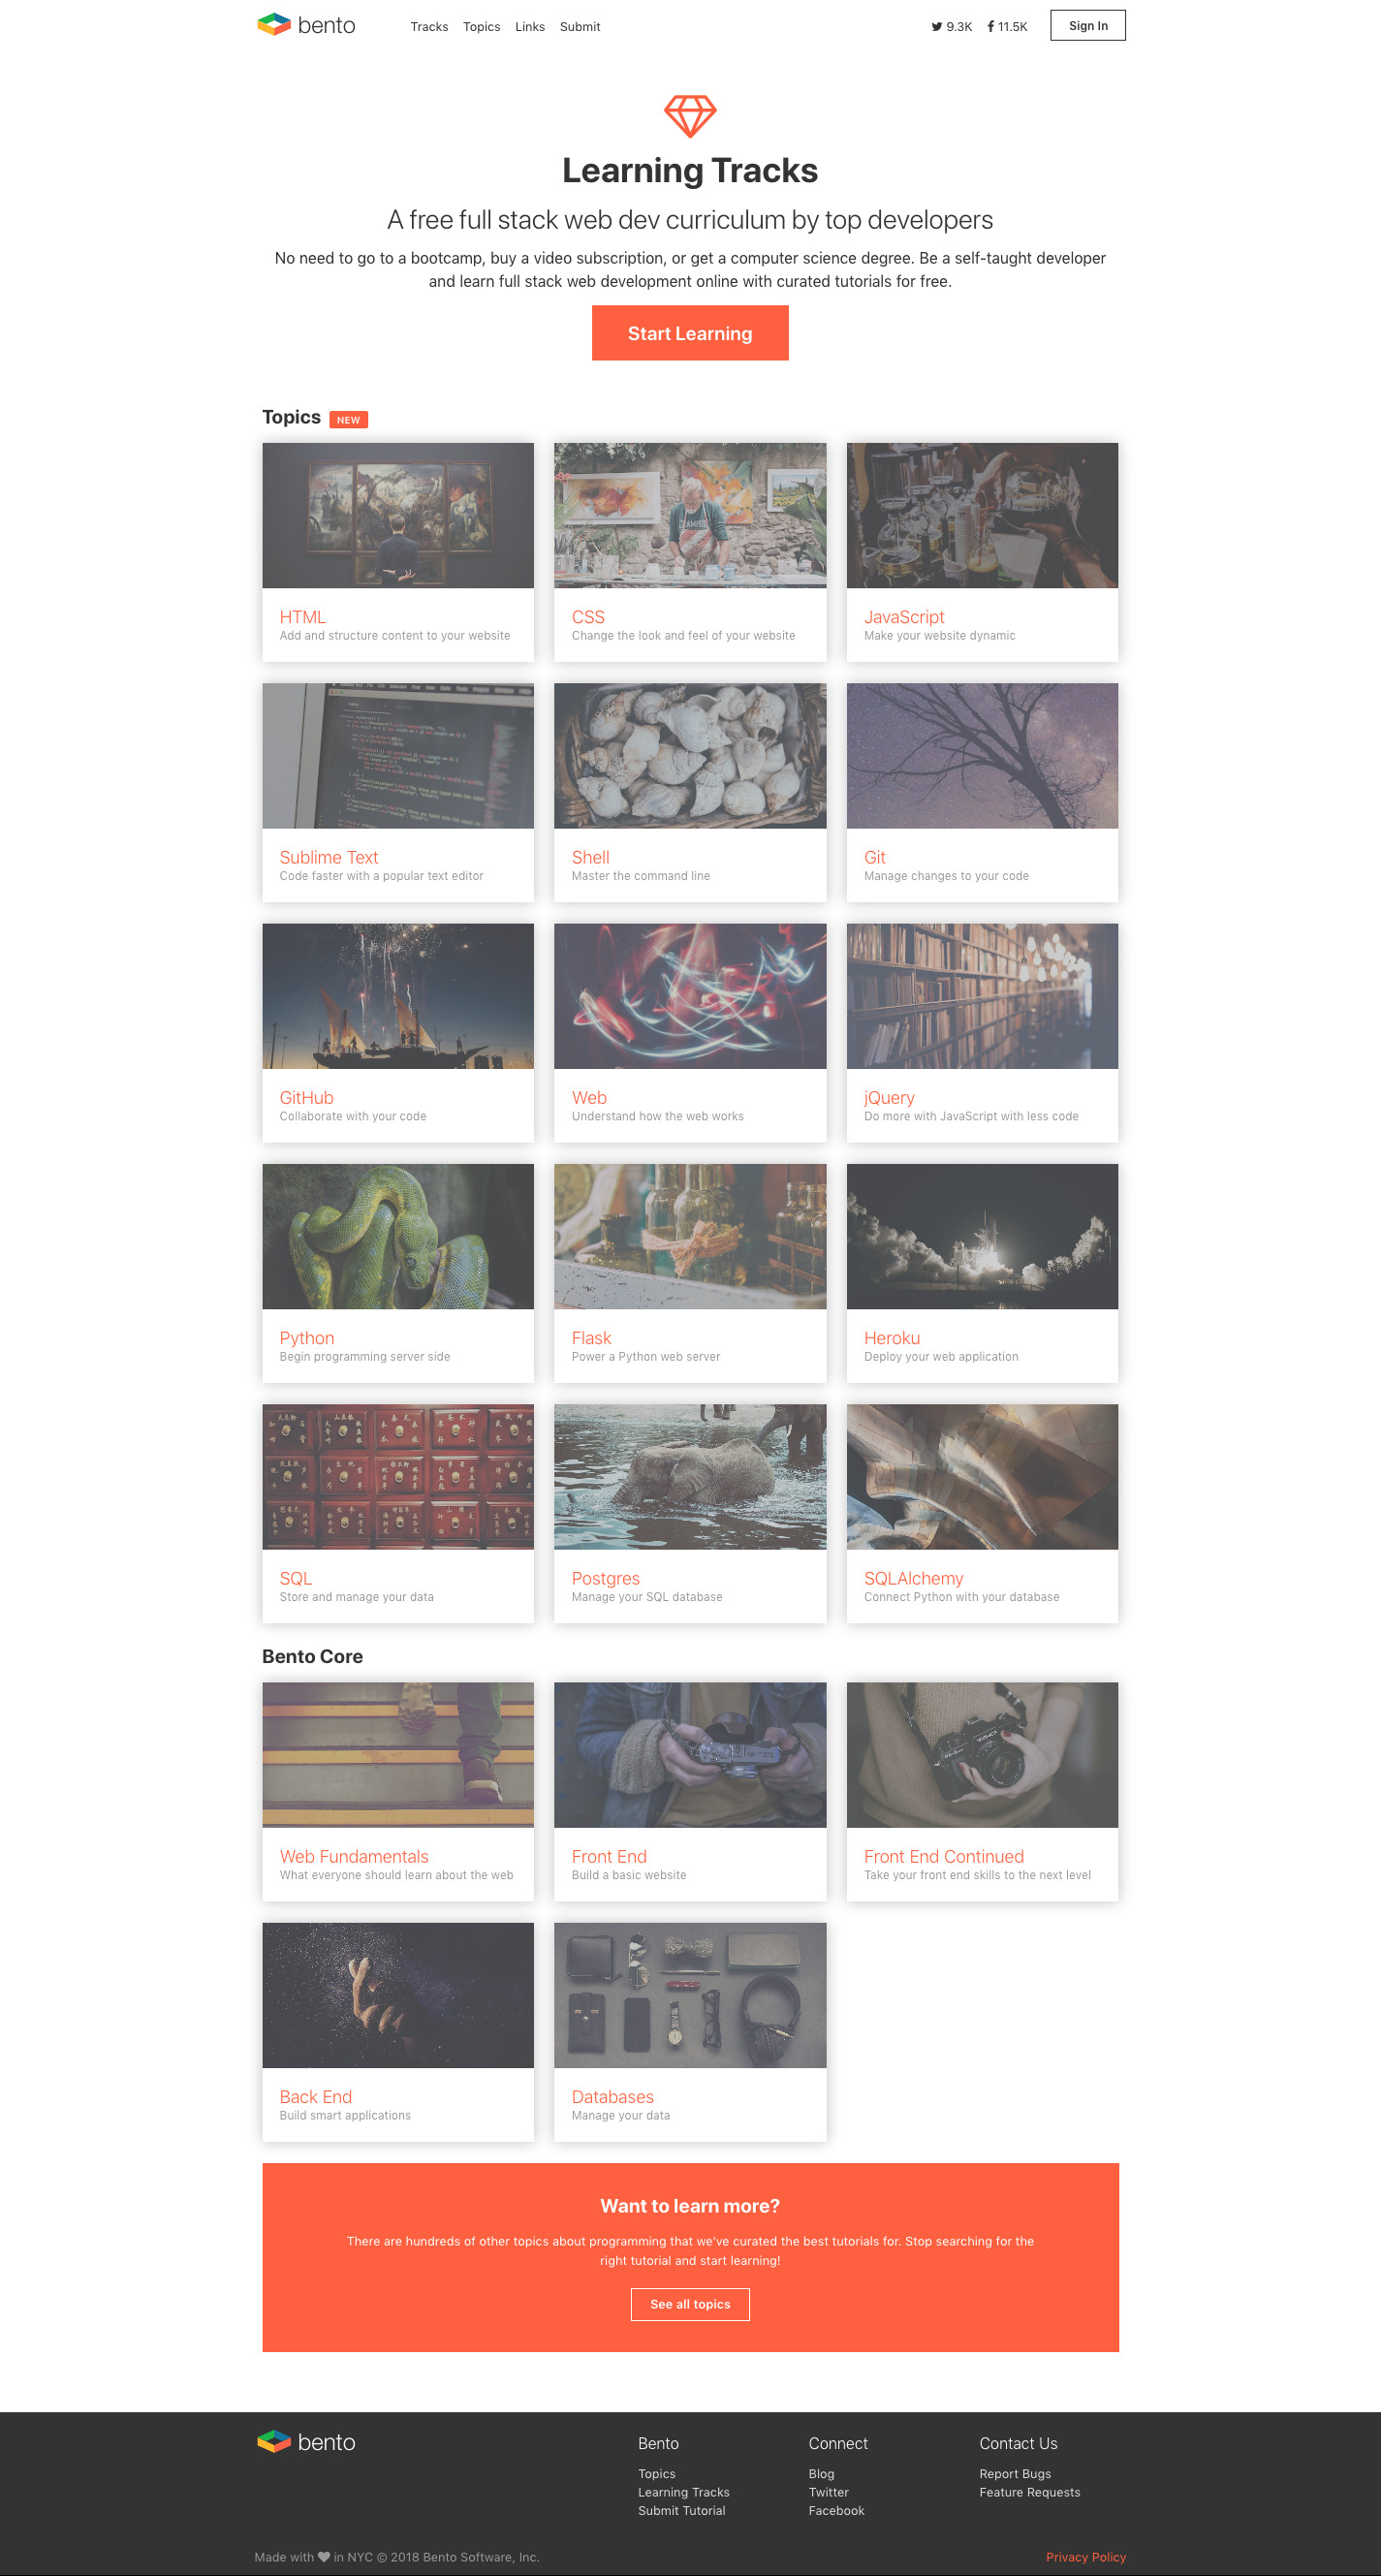 bento
Tracks Topics Links Submit
9.3K 11.5K Sign In
Learning Tracks
A free full stack web dev curriculum by top developers
No need to go to a bootcamp, buy a video subscription, or get a computer science degree. Be a self-taught developer
and learn full stack web development online with curated tutorials for free.
Start Learning
Topics NEW
HTML
Add and structure content to your website
CSS
Change the look and feel of your website
JavaScript
Make your website dynamic
Sublime Text
Code faster with a popular text editor
Shell
Master the command line
Git
Manage changes to your code
GitHub
Collaborate with your code
Web
Understand how the web works
jQuery
Do more with JavaScript with less code
Python
Begin programming server side
Flask
Power a Python web server
Heroku
Deploy your web application
SQL
Store and manage your data
Postgres
Manage your SQL database
SQLAlchemy
Connect Python with your database
Bento Core
Web Fundamentals
What everyone should learn about the web
Front End
Build a basic website
Front End Continued
Take your front end skills to the next level
Back End
Build smart applications
Databases
Manage your data
Want to learn more?
There are hundreds of other topics about programming that we've curated the best tutorials for. Stop searching for the
right tutorial and start learning!
See all topics
bento
Bento
Topics
Learning Tracks
Submit Tutorial
Connect
Blog
Twitter
Facebook
Contact Us
Report Bugs
Feature Requests
Made with ♥ in NYC © 2018 Bento Software, Inc.
Privacy Policy